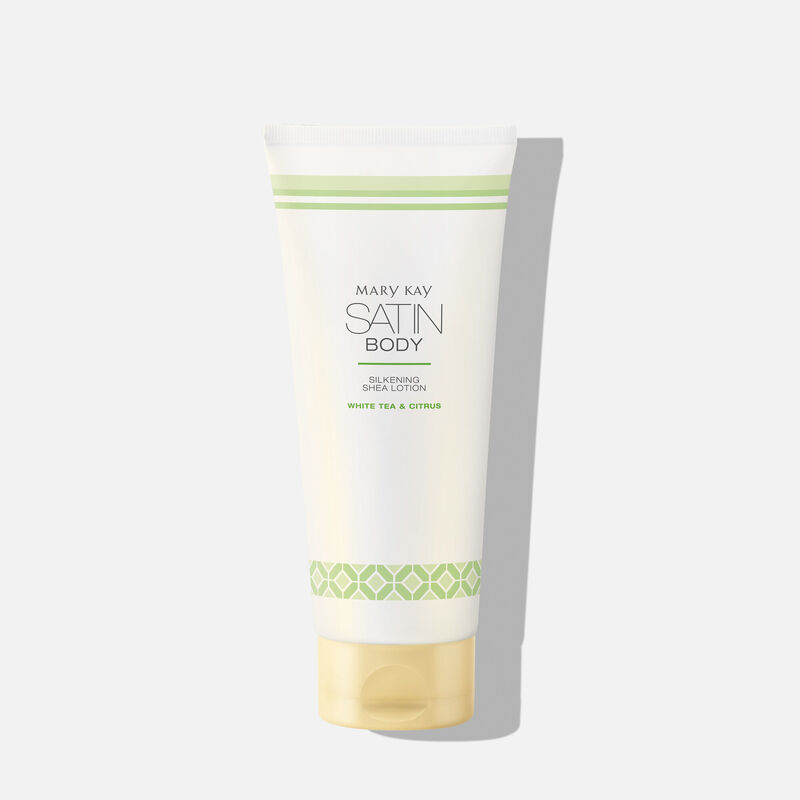 MARY KAY
SATIN
BODY
SILKENING
SHEA LOTION
WHITE TEA & CITRUS